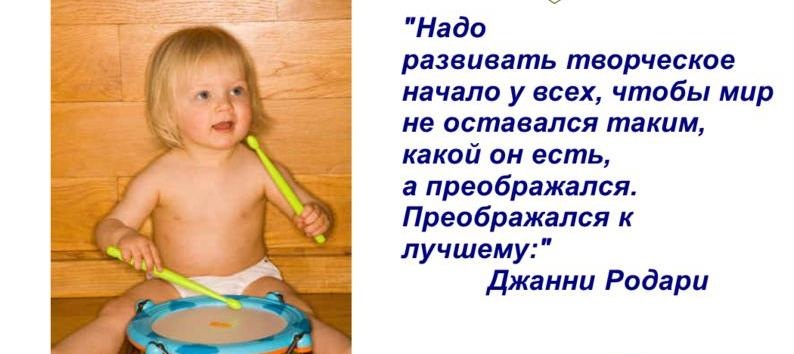 "Надо
развивать творческое
начало у всех, чтобы мир
не оставался таким,
какой он есть,
а преображался.
Преображался к
лучшему:"
Джанни Родари